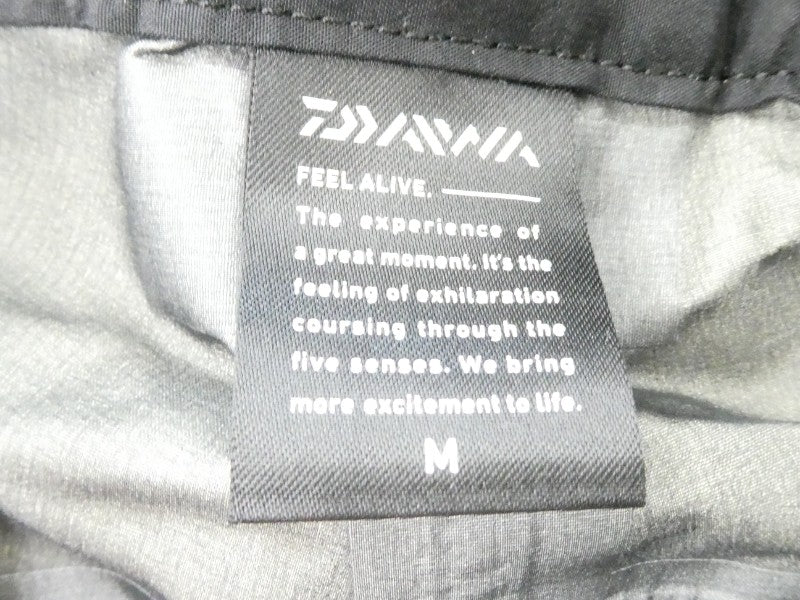 DAIWA
FEEL ALIVE.
The experience of
a great moment. It's the
feeling of exhilaration
coursing through the
five senses. We bring
more excitement to life.
M